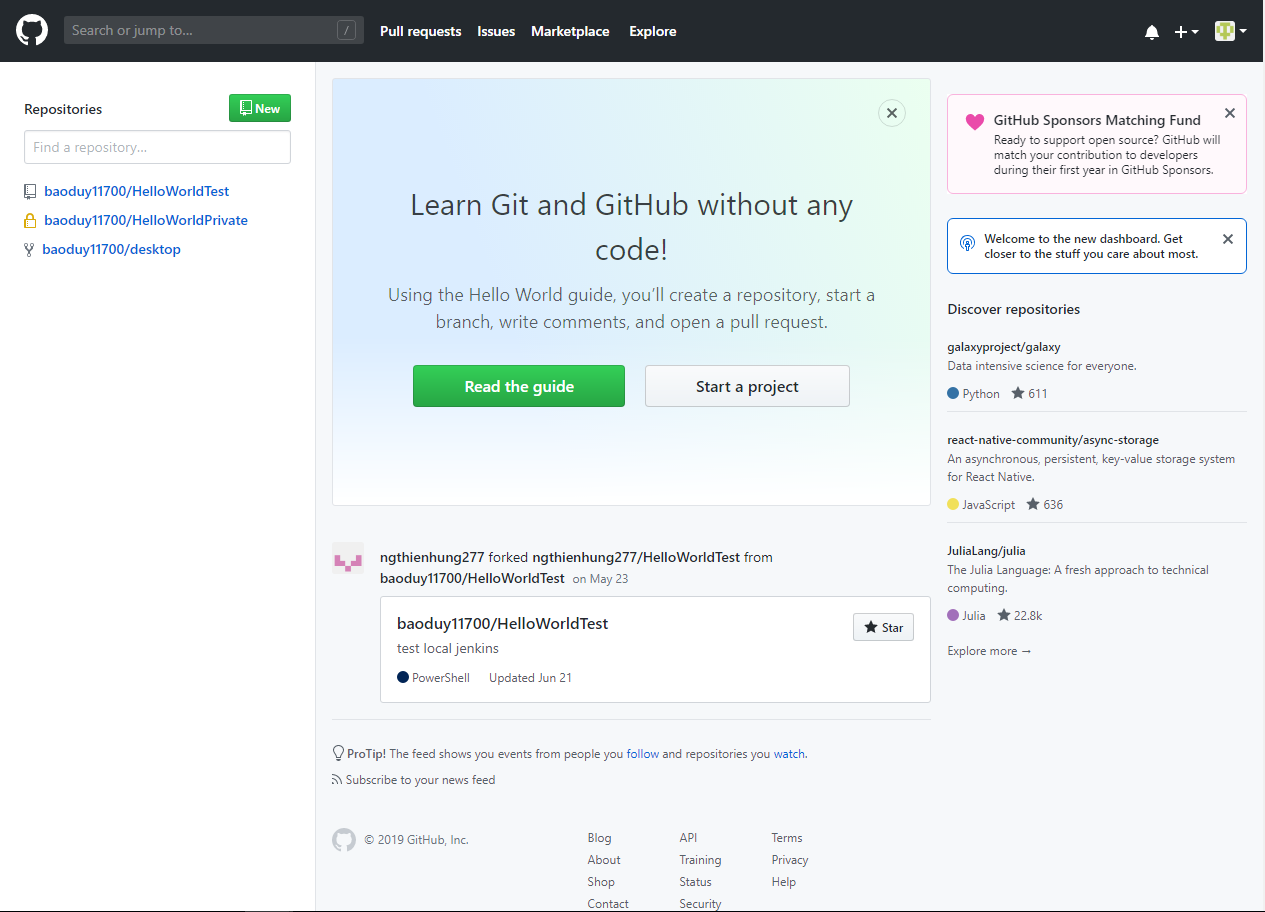 Search or jump to...
/
Pull requests
Issues
Marketplace
Explore
Repositories
New
Find a repository...
baoduy11700/HelloWorldTest
baoduy11700/HelloWorldPrivate
baoduy11700/desktop
Learn Git and GitHub without any
code!
Using the Hello World guide, you’ll create a repository, start a
branch, write comments, and open a pull request.
Read the guide
Start a project
ngthienhung277 forked ngthienhung277/HelloWorldTest from
baoduy11700/HelloWorldTest on May 23
baoduy11700/HelloWorldTest
Star
test local jenkins
PowerShell
Updated Jun 21
ProTip! The feed shows you events from people you follow and repositories you watch.
Subscribe to your news feed
GitHub Sponsors Matching Fund
Ready to support open source? GitHub will
match your contribution to developers
during their first year in GitHub Sponsors.
Welcome to the new dashboard. Get
closer to the stuff you care about most.
Discover repositories
galaxyproject/galaxy
Data intensive science for everyone.
Python 611
react-native-community/async-storage
An asynchronous, persistent, key-value storage system
for React Native.
JavaScript 636
JuliaLang/julia
The Julia Language: A fresh approach to technical
computing.
Julia 22.8k
Explore more →
© 2019 GitHub, Inc.
Blog
About
Shop
Contact
API
Training
Status
Security
Terms
Privacy
Help